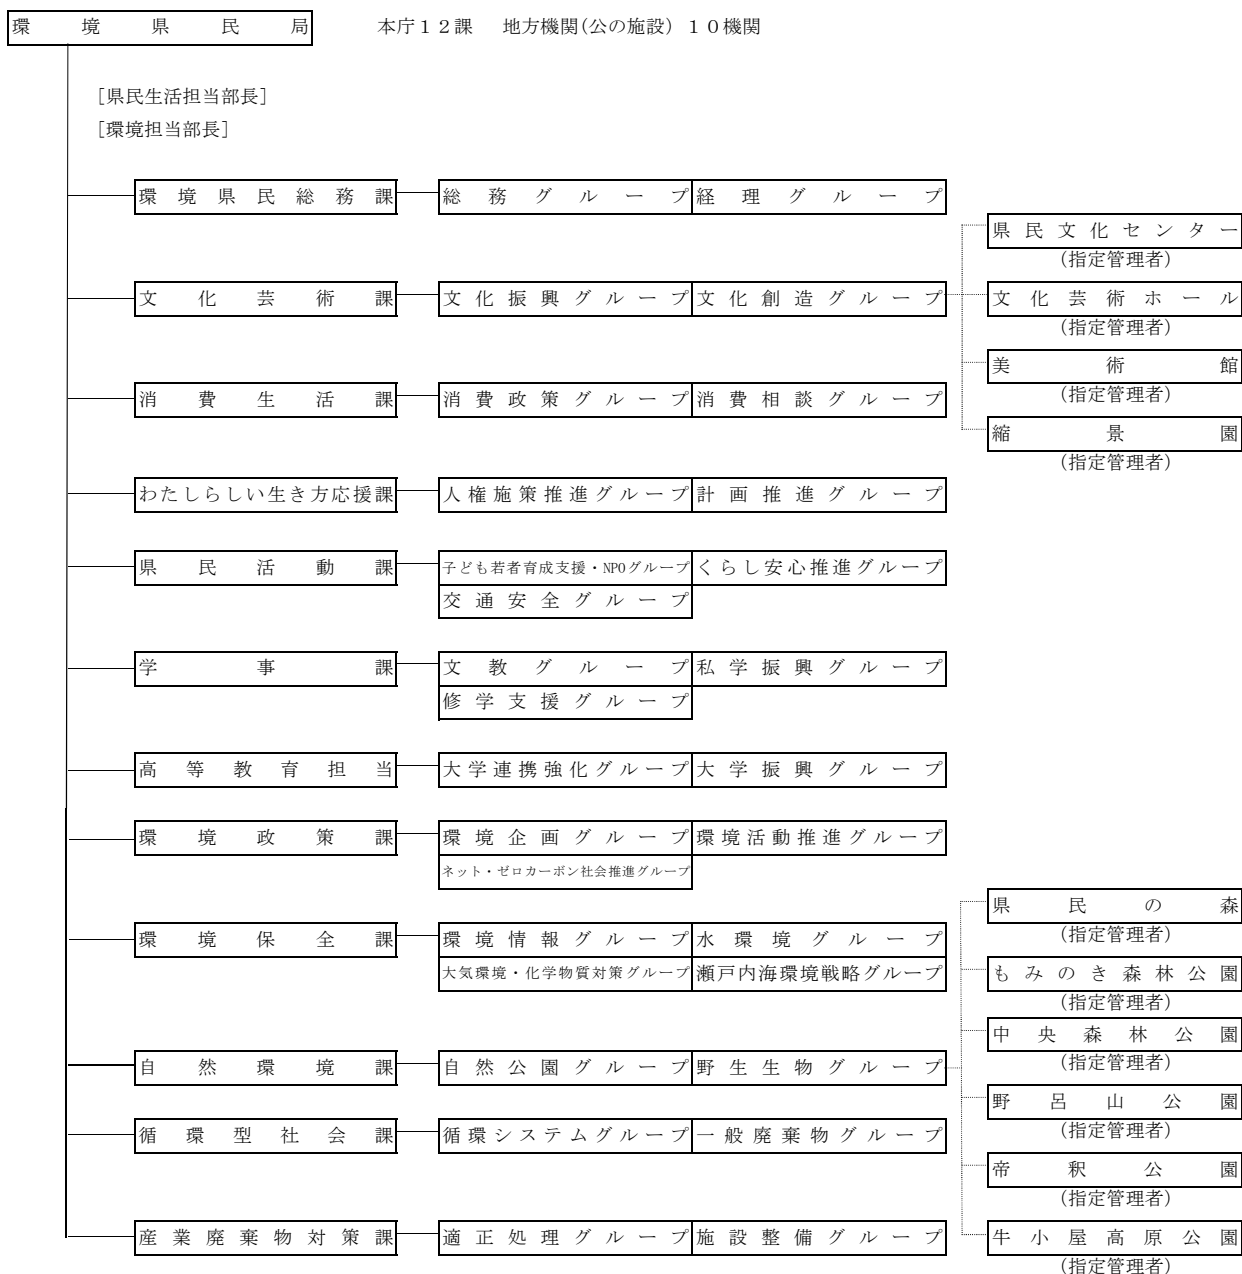 環境県民局 本庁12課 地方機関(公の施設) 10機関
［県民生活担当部長］
［環境担当部長］
環境県民総務課 総務グループ 経理グループ
県民文化センター
(指定管理者)
文化芸術課 文化振興グループ 文化創造グループ 文化芸術ホール
(指定管理者)
美術館
(指定管理者)
消費生活課 消費政策グループ 消費相談グループ
縮景園
(指定管理者)
わたしらしい生き方応援課 人権施策推進グループ 計画推進グループ
県民活動課 子ども若者育成支援・NPOグループ くらし安心推進グループ
交通安全グループ
学事課 文教グループ 私学振興グループ
修学支援グループ
高等教育担当 大学連携強化グループ 大学振興グループ
環境政策課 環境企画グループ 環境活動推進グループ
ネット・ゼロカーボン社会推進グループ
県民の森
(指定管理者)
環境保全課 環境情報グループ 水環境グループ
大気環境・化学物質対策グループ 瀬戸内海環境戦略グループ
もみのき森林公園
(指定管理者)
中央森林公園
(指定管理者)
自然環境課 自然公園グループ 野生生物グループ
野呂山公園
(指定管理者)
循環型社会課 循環システムグループ 一般廃棄物グループ
帝釈公園
(指定管理者)
産業廃棄物対策課 適正処理グループ 施設整備グループ 牛小屋高原公園
(指定管理者)